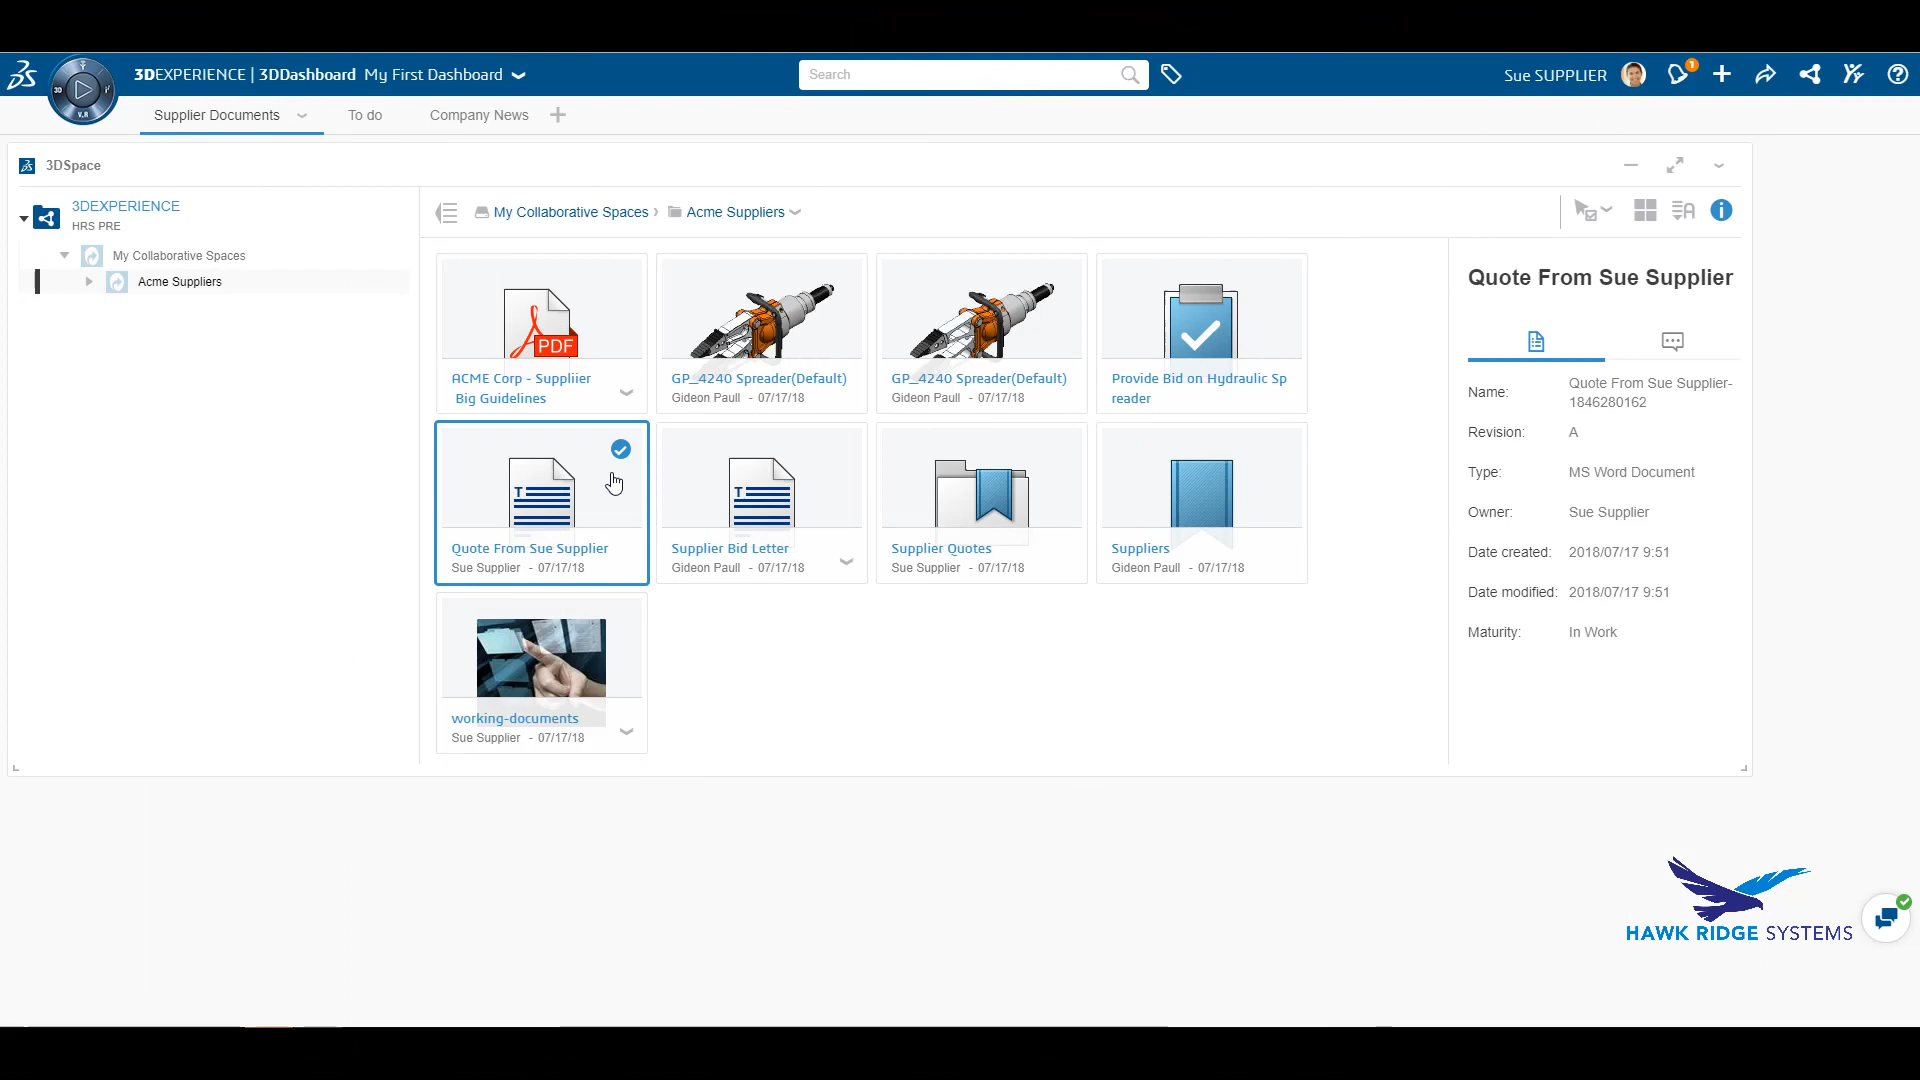 3DEXPERIENCE | 3DDashboard My First Dashboard
Search
Sue SUPPLIER
1
3D
V.R
Supplier Documents
To do
Company News
3DSpace
3DEXPERIENCE
HRS PRE
My Collaborative Spaces
Acme Suppliers
My Collaborative Spaces
Acme Suppliers
A
i
PDF
ACME Corp - Suppliier
Big Guidelines
GP_4240 Spreader(Default)
Gideon Paull - 07/17/18
GP_4240 Spreader(Default)
Gideon Paull - 07/17/18
Provide Bid on Hydraulic Sp
reader
T
Quote From Sue Supplier
Sue Supplier - 07/17/18
T
Supplier Bid Letter
Gideon Paull - 07/17/18
Supplier Quotes
Sue Supplier - 07/17/18
Suppliers
Gideon Paull - 07/17/18
working-documents
Sue Supplier - 07/17/18
Quote From Sue Supplier
Name: Quote From Sue Supplier-
1846280162
Revision: A
Type: MS Word Document
Owner: Sue Supplier
Date created: 2018/07/17 9:51
Date modified: 2018/07/17 9:51
Maturity: In Work
HAWK RIDGE SYSTEMS